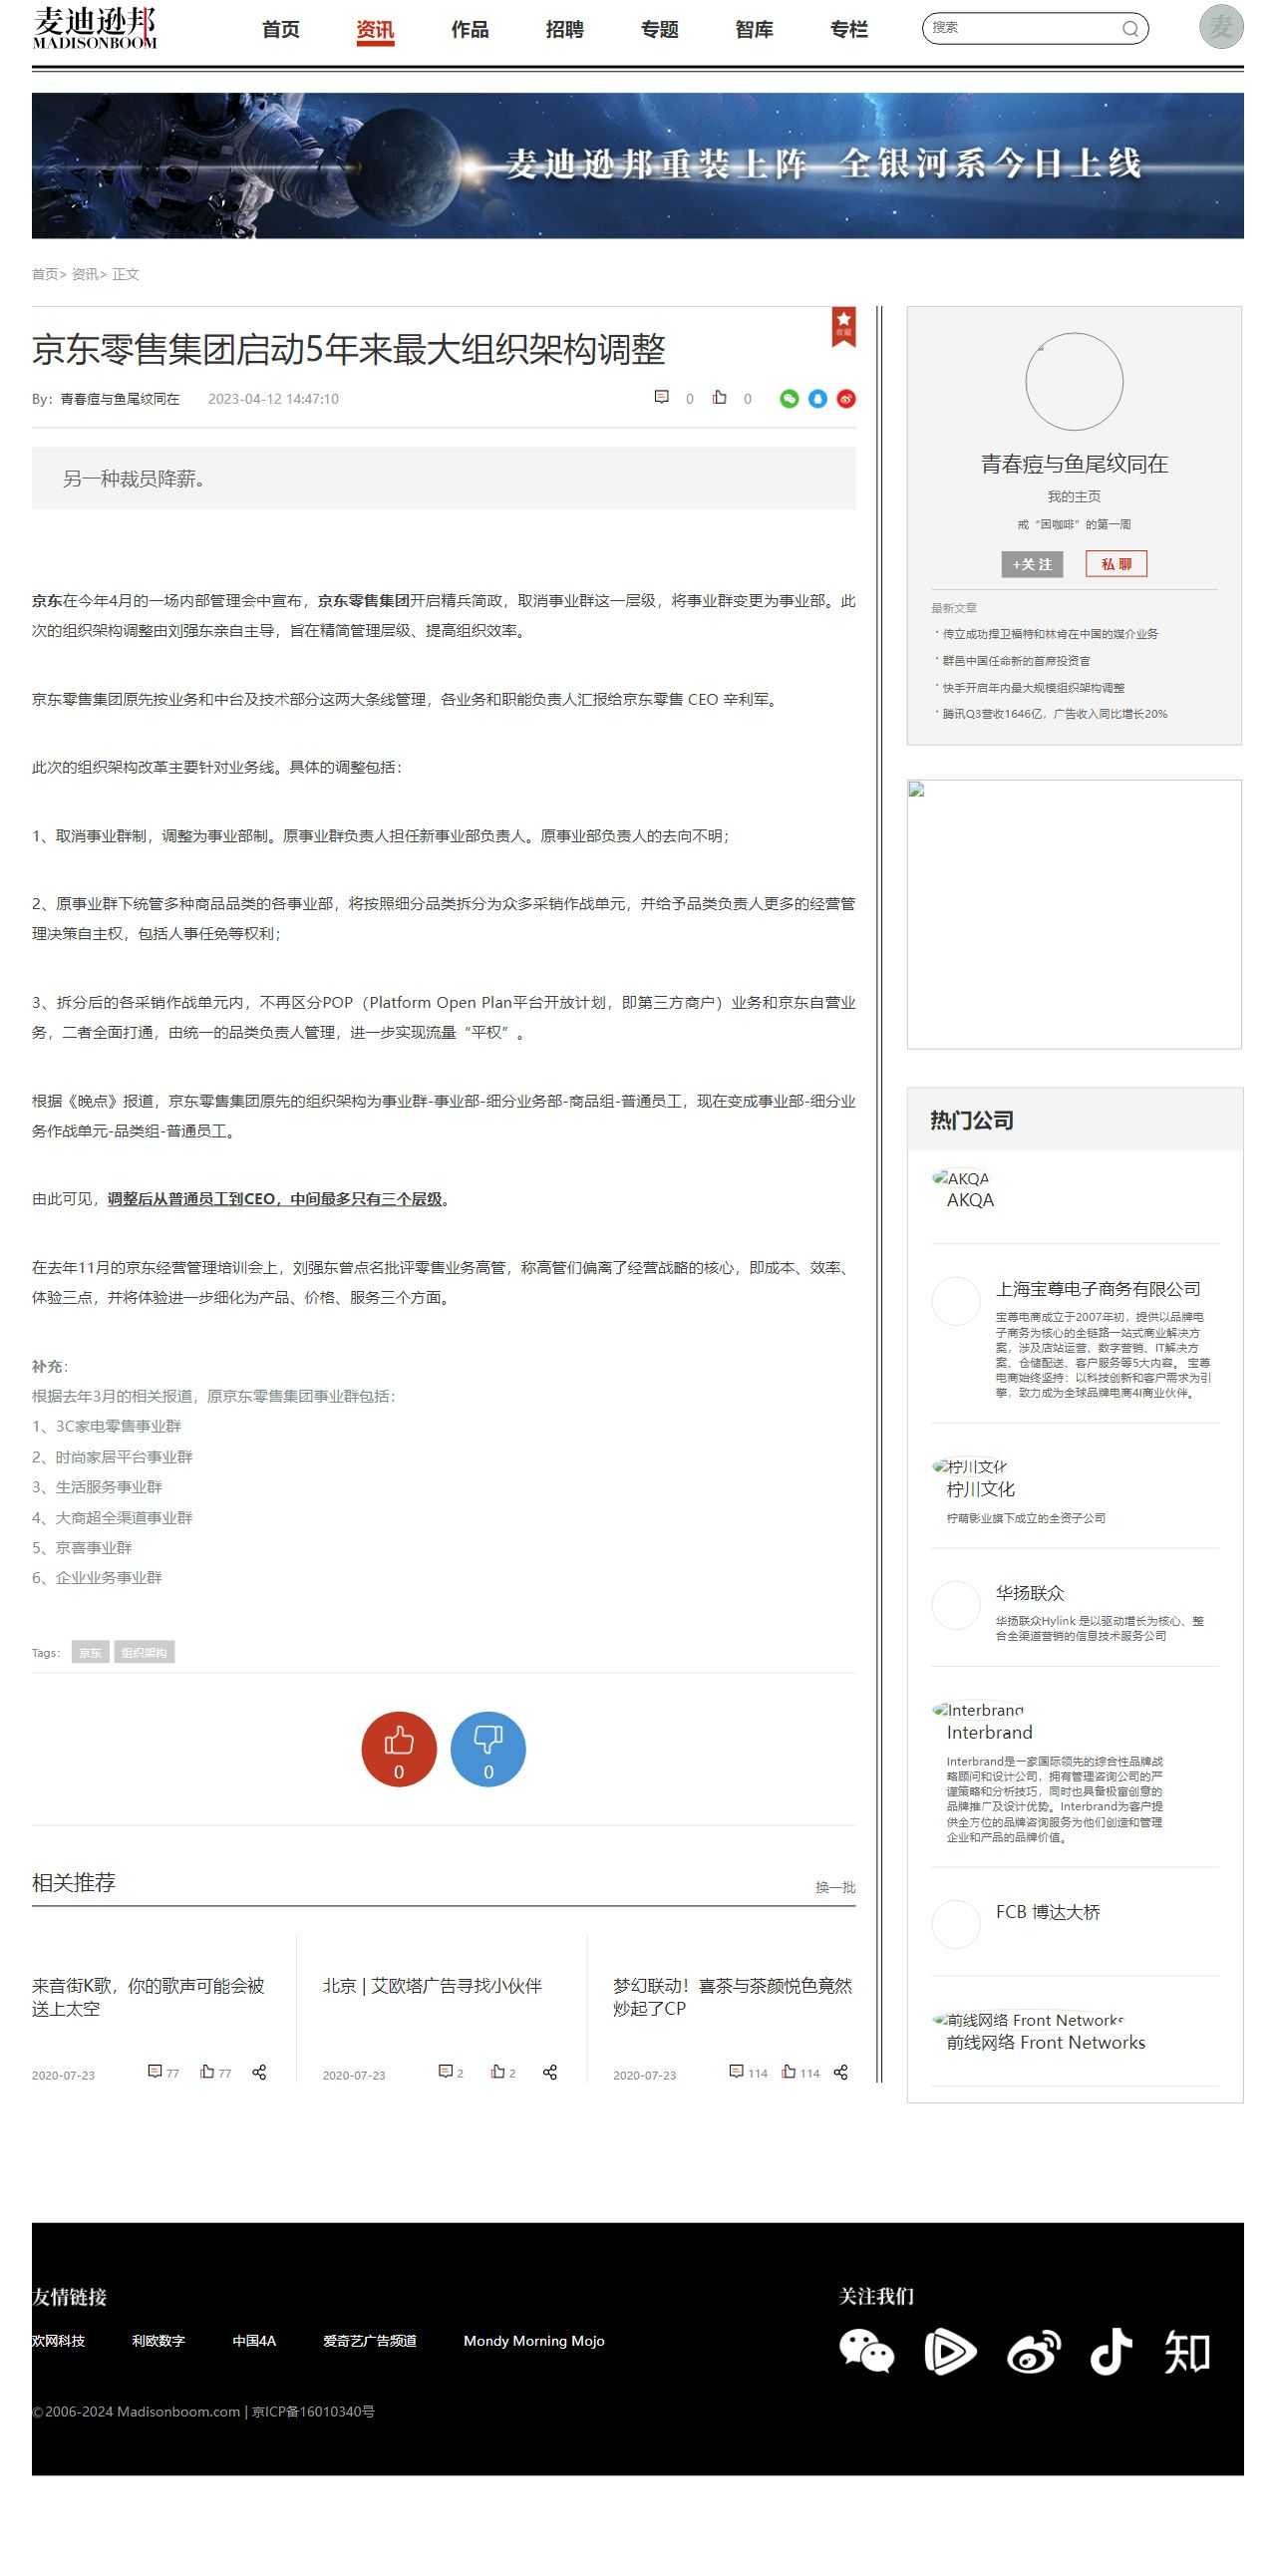 麦迪逊邦
MADISONBOOM
首页
资讯
作品
招聘
专题
智库
专栏
搜索
麦
麦迪逊邦重装上阵 全银河系今日上线
首页> 资讯> 正文
收藏
京东零售集团启动5年来最大组织架构调整
By：青春痘与鱼尾纹同在 2023-04-12 14:47:10
0 0
另一种裁员降薪。
京东在今年4月的一场内部管理会中宣布，京东零售集团开启精兵简政，取消事业群这一层级，将事业群变更为事业部。此
次的组织架构调整由刘强东亲自主导，旨在精简管理层级、提高组织效率。
京东零售集团原先按业务和中台及技术部分这两大条线管理，各业务和职能负责人汇报给京东零售 CEO 辛利军。
此次的组织架构改革主要针对业务线。具体的调整包括：
1、取消事业群制，调整为事业部制。原事业群负责人担任新事业部负责人。原事业部负责人的去向不明；
2、原事业群下统管多种商品品类的各事业部，将按照细分品类拆分为众多采销作战单元，并给予品类负责人更多的经营管
理决策自主权，包括人事任免等权利；
3、拆分后的各采销作战单元内，不再区分POP（Platform Open Plan平台开放计划，即第三方商户）业务和京东自营业
务，二者全面打通，由统一的品类负责人管理，进一步实现流量“平权”。
根据《晚点》报道，京东零售集团原先的组织架构为事业群-事业部-细分业务部-商品组-普通员工，现在变成事业部-细分业
务作战单元-品类组-普通员工。
由此可见，调整后从普通员工到CEO，中间最多只有三个层级。
在去年11月的京东经营管理培训会上，刘强东曾点名批评零售业务高管，称高管们偏离了经营战略的核心，即成本、效率、
体验三点，并将体验进一步细化为产品、价格、服务三个方面。
补充：
根据去年3月的相关报道，原京东零售集团事业群包括：
1、3C家电零售事业群
2、时尚家居平台事业群
3、生活服务事业群
4、大商超全渠道事业群
5、京喜事业群
6、企业业务事业群
Tags： 京东 组织架构
0
0
相关推荐
换一批
来音街K歌，你的歌声可能会被
送上太空
2020-07-23 77 77
北京 | 艾欧塔广告寻找小伙伴
2020-07-23 2 2
梦幻联动！喜茶与茶颜悦色竟然
炒起了CP
2020-07-23 114 114
青春痘与鱼尾纹同在
我的主页
戒“困咖啡”的第一周
+关 注
私 聊
最新文章
· 传立成功捍卫福特和林肯在中国的媒介业务
· 群邑中国任命新的首席投资官
· 快手开启年内最大规模组织架构调整
· 腾讯Q3营收1646亿，广告收入同比增长20%
热门公司
AKQA
AKQA
上海宝尊电子商务有限公司
宝尊电商成立于2007年初，提供以品牌电
子商务为核心的全链路一站式商业解决方
案，涉及店站运营、数字营销、IT解决方
案、仓储配送、客户服务等5大内容。 宝尊
电商始终坚持：以科技创新和客户需求为引
擎，致力成为全球品牌电商4I商业伙伴。
柠川文化
柠川文化
柠萌影业旗下成立的全资子公司
华扬联众
华扬联众Hylink 是以驱动增长为核心、整
合全渠道营销的信息技术服务公司
Interbrand
Interbrand
Interbrand是一家国际领先的综合性品牌战
略顾问和设计公司，拥有管理咨询公司的严
谨策略和分析技巧，同时也具备极富创意的
品牌推广及设计优势。Interbrand为客户提
供全方位的品牌咨询服务为他们创造和管理
企业和产品的品牌价值。
FCB 博达大桥
前线网络 Front Networks
前线网络 Front Networks
友情链接
欢网科技
利欧数字
中国4A
爱奇艺广告频道
Mondy Morning Mojo
关注我们
知
©2006-2024 Madisonboom.com | 京ICP备16010340号